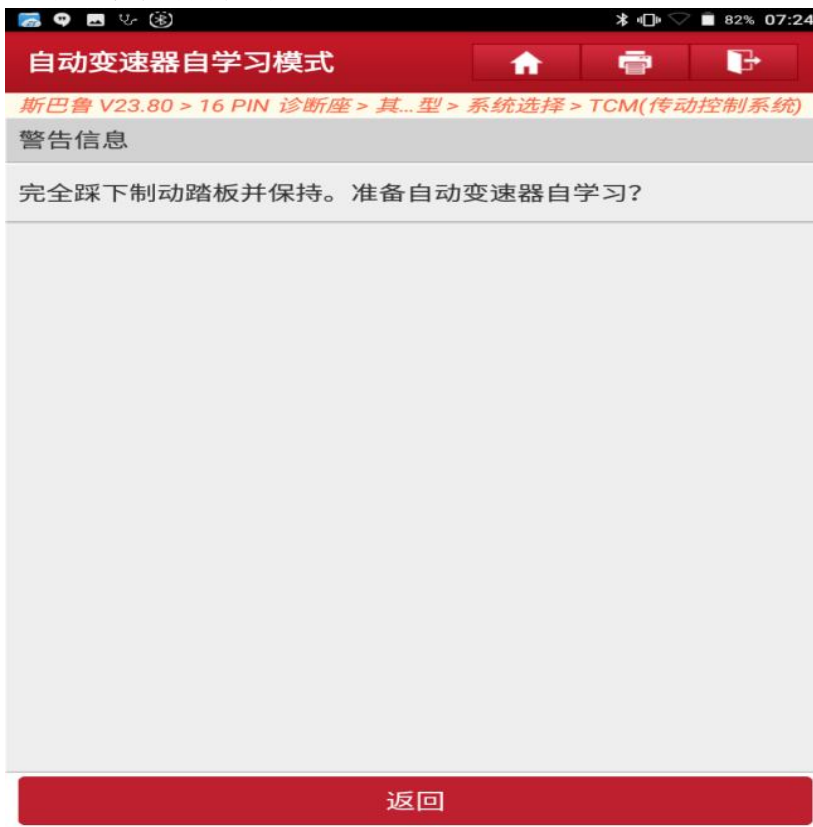 82% 07:24
自动变速器自学习模式
斯巴鲁 V23.80 > 16 PIN 诊断座 > 其...型 > 系统选择 > TCM(传动控制系统)
警告信息
完全踩下制动踏板并保持。准备自动变速器自学习?
返回